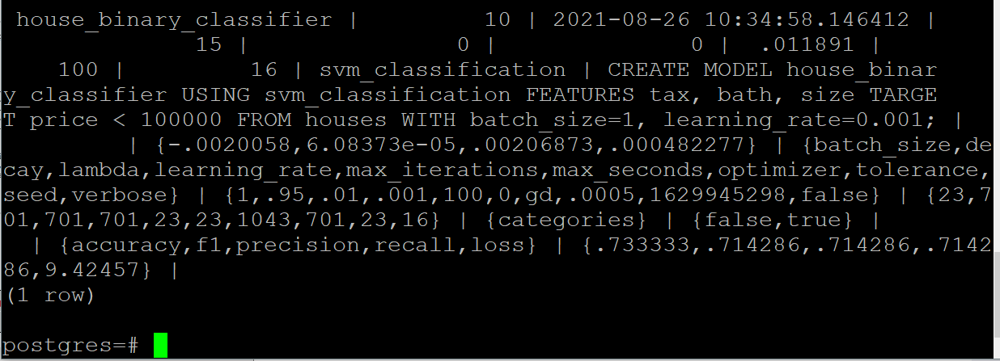 house_binary_classifier | 10 | 2021-08-26 10:34:58.146412 |
15 | 0 | 0 | .011891 |
100 | 16 | svm_classification | CREATE MODEL house_binar
y_classifier USING svm_classification FEATURES tax, bath, size TARGE
T price < 100000 FROM houses WITH batch_size=1, learning_rate=0.001; |
| {-.0020058,6.08373e-05,.00206873,.000482277} | {batch_size,de
cay,lambda,learning_rate,max_iterations,max_seconds,optimizer,tolerance,
seed,verbose} | {1,.95,.01,.001,100,0,gd,.0005,1629945298,false} | {23,7
01,701,701,23,23,1043,701,23,16} | {categories} | {false,true} |
| {accuracy,f1,precision,recall,loss} | {.733333,.714286,.714286,.7142
86,9.42457} |
(1 row)
postgres=#